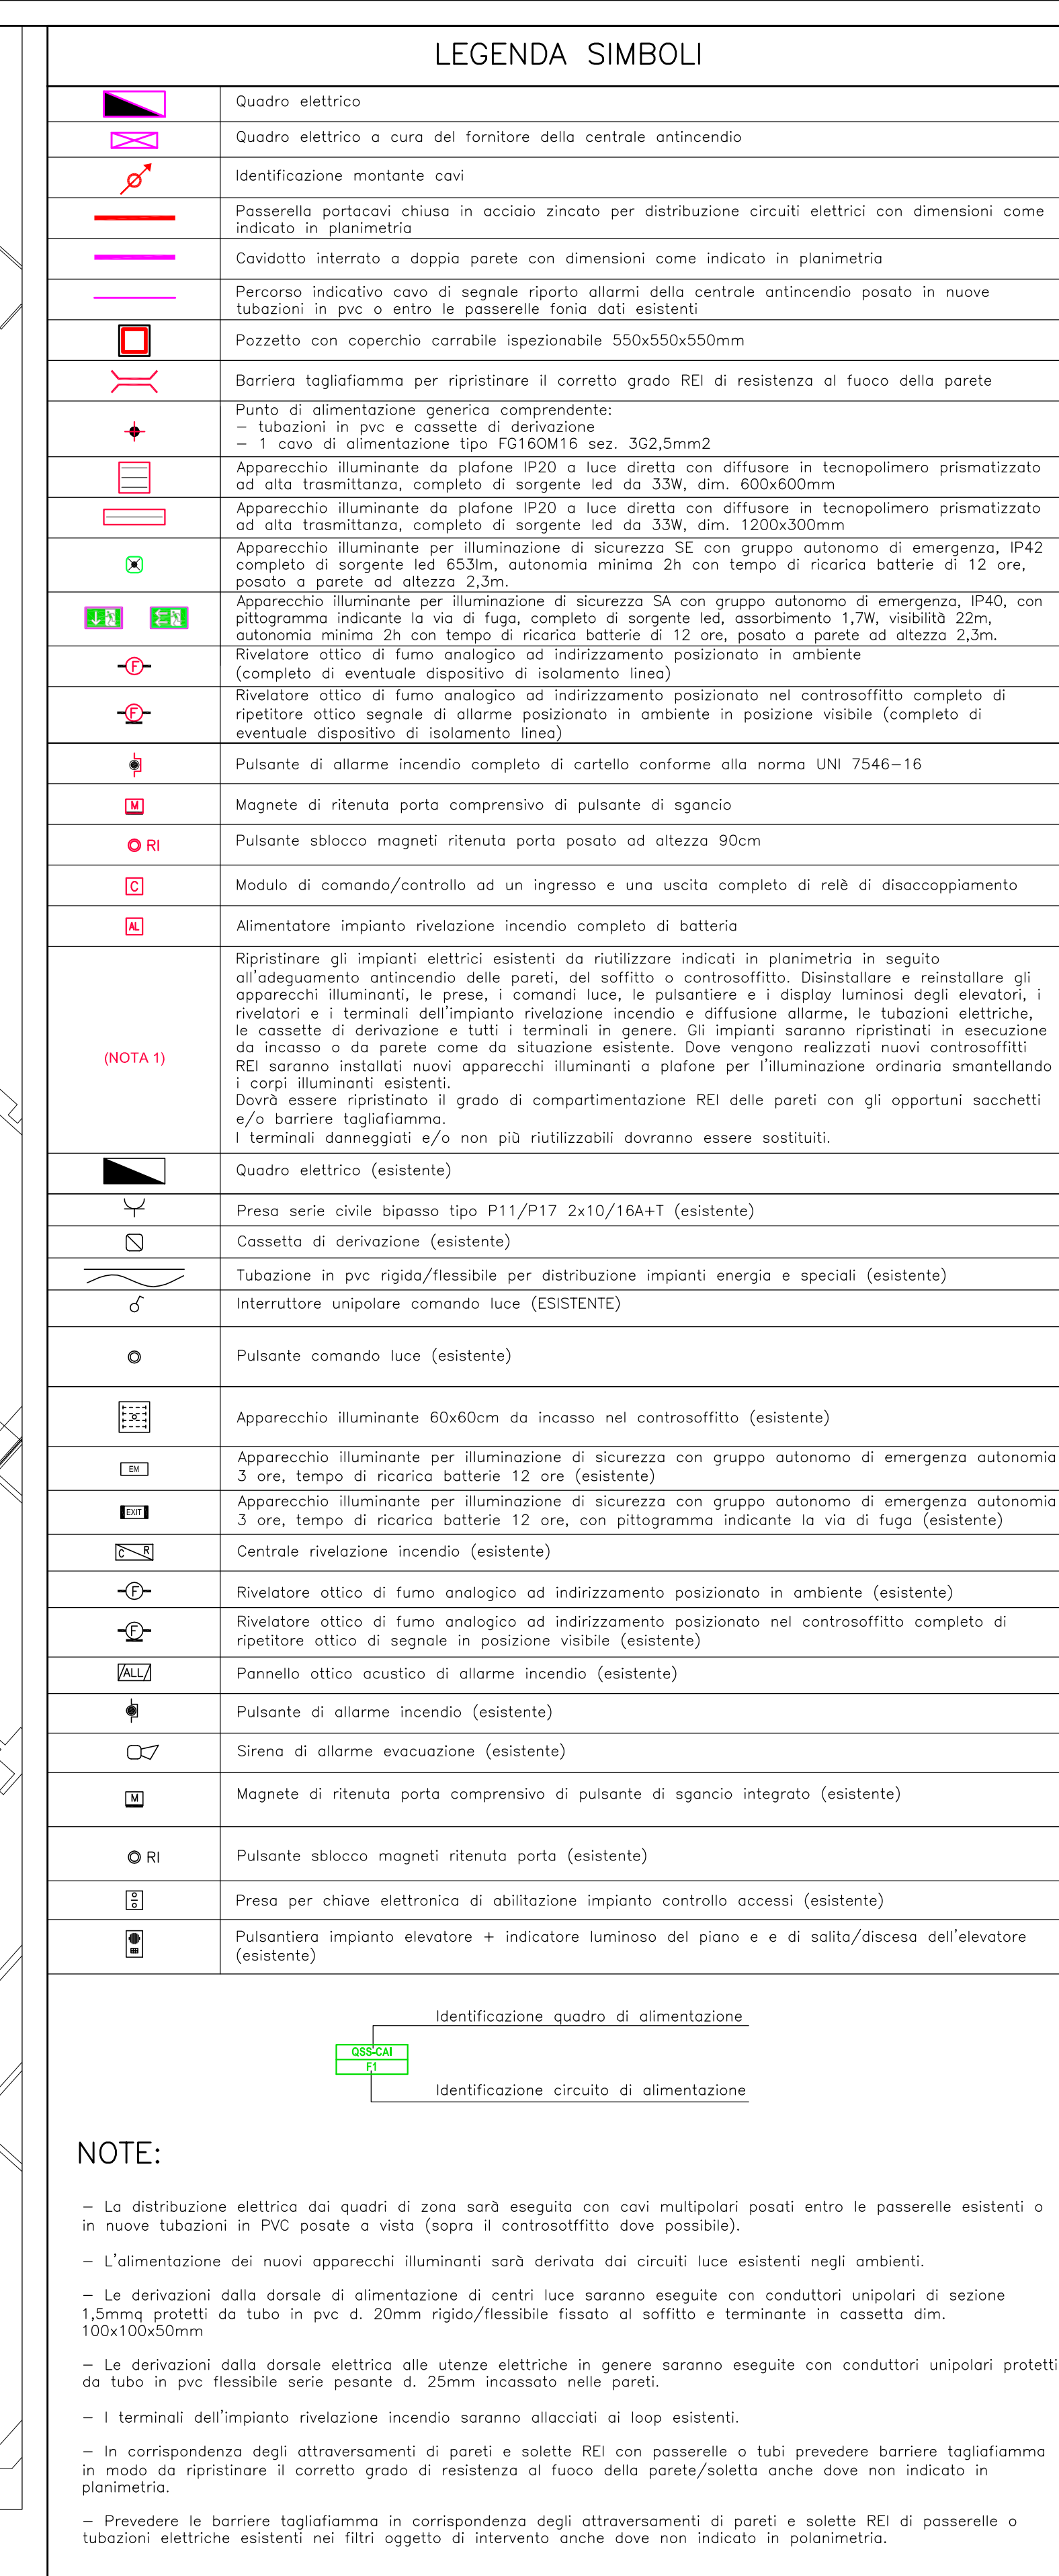 LEGENDA SIMBOLI
Quadro elettrico
Quadro elettrico a cura del fornitore della centrale antincendio
Identificazione montante cavi
Passerella portacavi chiusa in acciaio zincato per distribuzione circuiti elettrici con dimensioni come
indicato in planimetria
Cavidotto interrato a doppia parete con dimensioni come indicato in planimetria
Percorso indicativo cavo di segnale riporto allarmi della centrale antincendio posato in nuove
tubazioni in pvc o entro le passerelle fonia dati esistenti
Pozzetto con coperchio carrabile ispezionabile 550x550x550mm
Barriera tagliafiamma per ripristinare il corretto grado REI di resistenza al fuoco della parete
Punto di alimentazione generica comprendente:
– tubazioni in pvc e cassette di derivazione
– 1 cavo di alimentazione tipo FG16OM16 sez. 3G2,5mm2
Apparecchio illuminante da plafone IP20 a luce diretta con diffusore in tecnopolimero prismatizzato
ad alta trasmittanza, completo di sorgente led da 33W, dim. 600x600mm
Apparecchio illuminante da plafone IP20 a luce diretta con diffusore in tecnopolimero prismatizzato
ad alta trasmittanza, completo di sorgente led da 33W, dim. 1200x300mm
Apparecchio illuminante per illuminazione di sicurezza SE con gruppo autonomo di emergenza, IP42
completo di sorgente led 653lm, autonomia minima 2h con tempo di ricarica batterie di 12 ore,
posato a parete ad altezza 2,3m.
Apparecchio illuminante per illuminazione di sicurezza SA con gruppo autonomo di emergenza, IP40, con
pittogramma indicante la via di fuga, completo di sorgente led, assorbimento 1,7W, visibilità 22m,
autonomia minima 2h con tempo di ricarica batterie di 12 ore, posato a parete ad altezza 2,3m.
F Rivelatore ottico di fumo analogico ad indirizzamento posizionato in ambiente
(completo di eventuale dispositivo di isolamento linea)
F Rivelatore ottico di fumo analogico ad indirizzamento posizionato nel controsoffitto completo di
ripetitore ottico segnale di allarme posizionato in ambiente in posizione visibile (completo di
eventuale dispositivo di isolamento linea)
Pulsante di allarme incendio completo di cartello conforme alla norma UNI 7546–16
M Magnete di ritenuta porta comprensivo di pulsante di sgancio
RI Pulsante sblocco magneti ritenuta porta posato ad altezza 90cm
C Modulo di comando/controllo ad un ingresso e una uscita completo di relè di disaccoppiamento
AL Alimentatore impianto rivelazione incendio completo di batteria
(NOTA 1)
Ripristinare gli impianti elettrici esistenti da riutilizzare indicati in planimetria in seguito
all'adeguamento antincendio delle pareti, del soffitto o controsoffitto. Disinstallare e reinstallare gli
apparecchi illuminanti, le prese, i comandi luce, le pulsantiere e i display luminosi degli elevatori, i
rivelatori e i terminali dell'impianto rivelazione incendio e diffusione allarme, le tubazioni elettriche,
le cassette di derivazione e tutti i terminali in genere. Gli impianti saranno ripristinati in esecuzione
da incasso o da parete come da situazione esistente. Dove vengono realizzati nuovi controsoffitti
REI saranno installati nuovi apparecchi illuminanti a plafone per l'illuminazione ordinaria smantellando
i corpi illuminanti esistenti.
Dovrà essere ripristinato il grado di compartimentazione REI delle pareti con gli opportuni sacchetti
e/o barriere tagliafiamma.
I terminali danneggiati e/o non più riutilizzabili dovranno essere sostituiti.
Quadro elettrico (esistente)
Presa serie civile bipasso tipo P11/P17 2x10/16A+T (esistente)
Cassetta di derivazione (esistente)
Tubazione in pvc rigida/flessibile per distribuzione impianti energia e speciali (esistente)
Interruttore unipolare comando luce (ESISTENTE)
Pulsante comando luce (esistente)
Apparecchio illuminante 60x60cm da incasso nel controsoffitto (esistente)
EM Apparecchio illuminante per illuminazione di sicurezza con gruppo autonomo di emergenza autonomia
3 ore, tempo di ricarica batterie 12 ore (esistente)
EXIT Apparecchio illuminante per illuminazione di sicurezza con gruppo autonomo di emergenza autonomia
3 ore, tempo di ricarica batterie 12 ore, con pittogramma indicante la via di fuga (esistente)
C R Centrale rivelazione incendio (esistente)
F Rivelatore ottico di fumo analogico ad indirizzamento posizionato in ambiente (esistente)
F Rivelatore ottico di fumo analogico ad indirizzamento posizionato nel controsoffitto completo di
ripetitore ottico di segnale in posizione visibile (esistente)
/ALL/ Pannello ottico acustico di allarme incendio (esistente)
Pulsante di allarme incendio (esistente)
Sirena di allarme evacuazione (esistente)
M Magnete di ritenuta porta comprensivo di pulsante di sgancio integrato (esistente)
RI Pulsante sblocco magneti ritenuta porta (esistente)
Presa per chiave elettronica di abilitazione impianto controllo accessi (esistente)
Pulsantiera impianto elevatore + indicatore luminoso del piano e e di salita/discesa dell'elevatore
(esistente)
Identificazione quadro di alimentazione
QSS-CAI
F1
Identificazione circuito di alimentazione
NOTE:
– La distribuzione elettrica dai quadri di zona sarà eseguita con cavi multipolari posati entro le passerelle esistenti o
in nuove tubazioni in PVC posate a vista (sopra il controsotffitto dove possibile).
– L'alimentazione dei nuovi apparecchi illuminanti sarà derivata dai circuiti luce esistenti negli ambienti.
– Le derivazioni dalla dorsale di alimentazione di centri luce saranno eseguite con conduttori unipolari di sezione
1,5mmq protetti da tubo in pvc d. 20mm rigido/flessibile fissato al soffitto e terminante in cassetta dim.
100x100x50mm
– Le derivazioni dalla dorsale elettrica alle utenze elettriche in genere saranno eseguite con conduttori unipolari protetti
da tubo in pvc flessibile serie pesante d. 25mm incassato nelle pareti.
– I terminali dell'impianto rivelazione incendio saranno allacciati ai loop esistenti.
– In corrispondenza degli attraversamenti di pareti e solette REI con passerelle o tubi prevedere barriere tagliafiamma
in modo da ripristinare il corretto grado di resistenza al fuoco della parete/soletta anche dove non indicato in
planimetria.
– Prevedere le barriere tagliafiamma in corrispondenza degli attraversamenti di pareti e solette REI di passerelle o
tubazioni elettriche esistenti nei filtri oggetto di intervento anche dove non indicato in polanimetria.